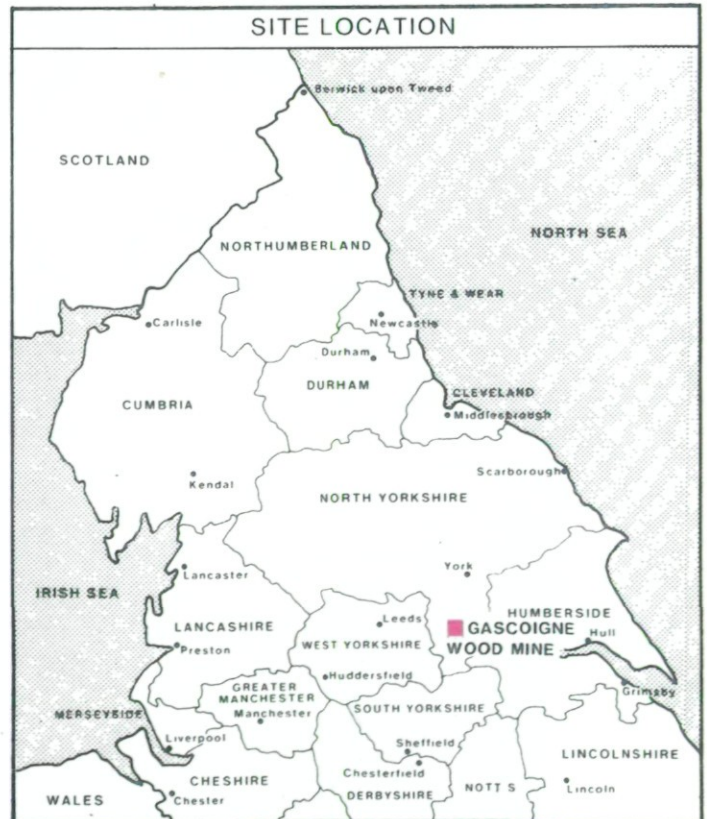 SITE LOCATION
Berwick upon Tweed
SCOTLAND
NORTH SEA
NORTHUMBERLAND
TYNE & WEAR
Carlisle
Newcastle
Durham
DURHAM
CLEVELAND
CUMBRIA
Middlesbrough
Scarborough
Kendal
NORTH YORKSHIRE
York
Lancaster
IRISH SEA
HUMBERSIDE
Leeds
LANCASHIRE
GASCOIGNE
WOOD MINE
Hull
WEST YORKSHIRE
Preston
Huddersfield
GREATER
MANCHESTER
Grimsby
SOUTH YORKSHIRE
MERSEYSIDE
Manchester
Liverpool
Sheffield
LINCOLNSHIRE
Chesterfield
CHESHIRE
NOTTS
Lincoln
DERBYSHIRE
WALES
Chester